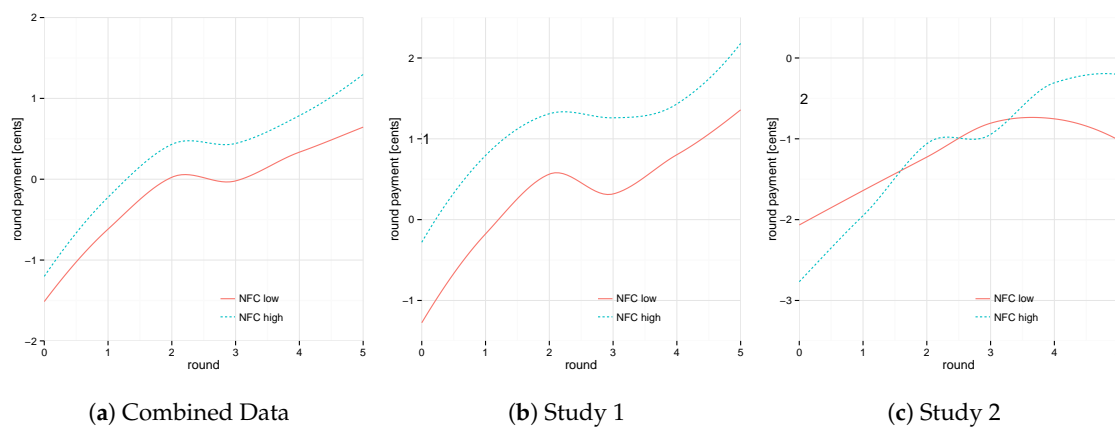 2
1
0
−1
−2
round payment [cents]
0 1 2 3 4 5
round
NFC low
NFC high
(a) Combined Data
2
1
0
−1
round payment [cents]
1
0 1 2 3 4 5
round
NFC low
NFC high
(b) Study 1
0
−1
−2
−3
round payment [cents]
2
0 1 2 3 4
round
NFC low
NFC high
(c) Study 2